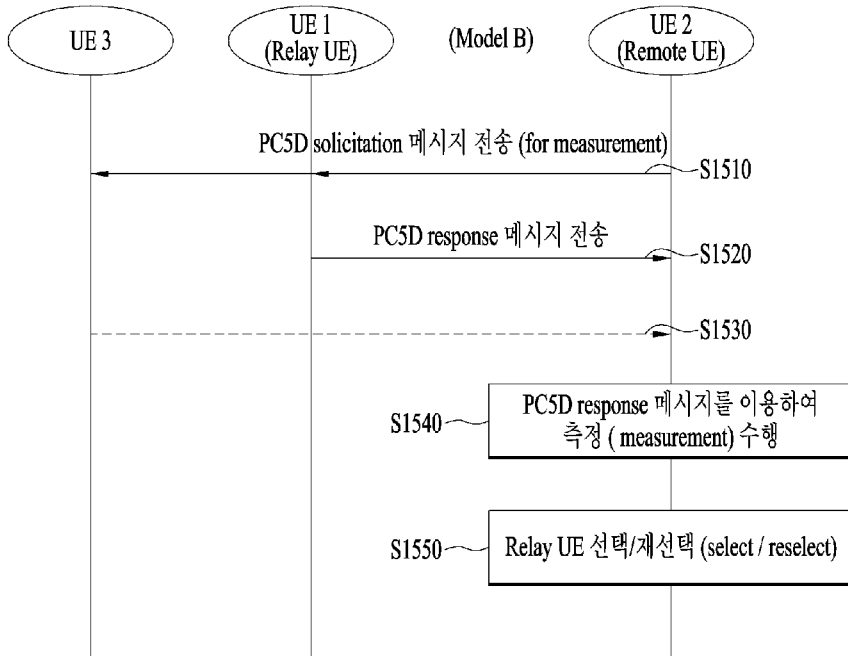 UE 3
UE 1
(Relay UE)
(Model B)
UE 2
(Remote UE)
PC5D solicitation 메시지 전송 (for measurement)
S1510
PC5D response 메시지 전송
S1520
S1530
S1540
PC5D response 메시지를 이용하여
측정 ( measurement) 수행
S1550
Relay UE 선택/재선택 (select / reselect)